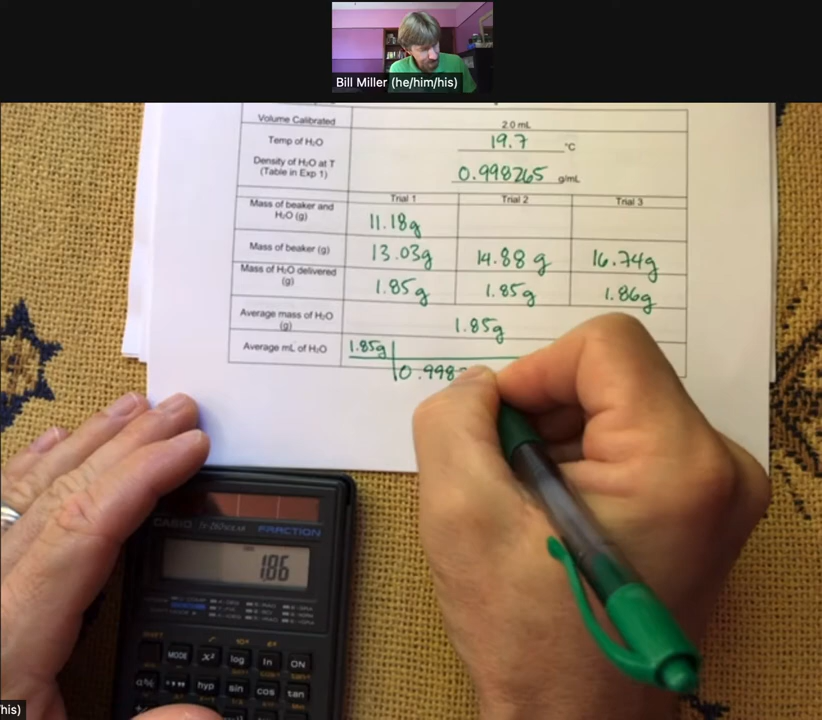 Bill Miller (he/him/his)
Volume Calibrated 2.0 mL
Temp of H₂O 19.7 °C
Density of H₂O at T 0.998265 g/mL
(Table in Exp 1)
Trial 1 Trial 2 Trial 3
Mass of beaker and
H₂O (g) 11.18g
Mass of beaker (g) 13.03g 14.88 g 16.74g
Mass of H₂O delivered
(g) 1.85g 1.85g 1.86g
Average mass of H₂O
(g) 1.85g
Average mL of H₂O 1.85g
0.998
CASIO FRACTION
1.86
MODE x² log ln ON
hyp sin cos tan
his)